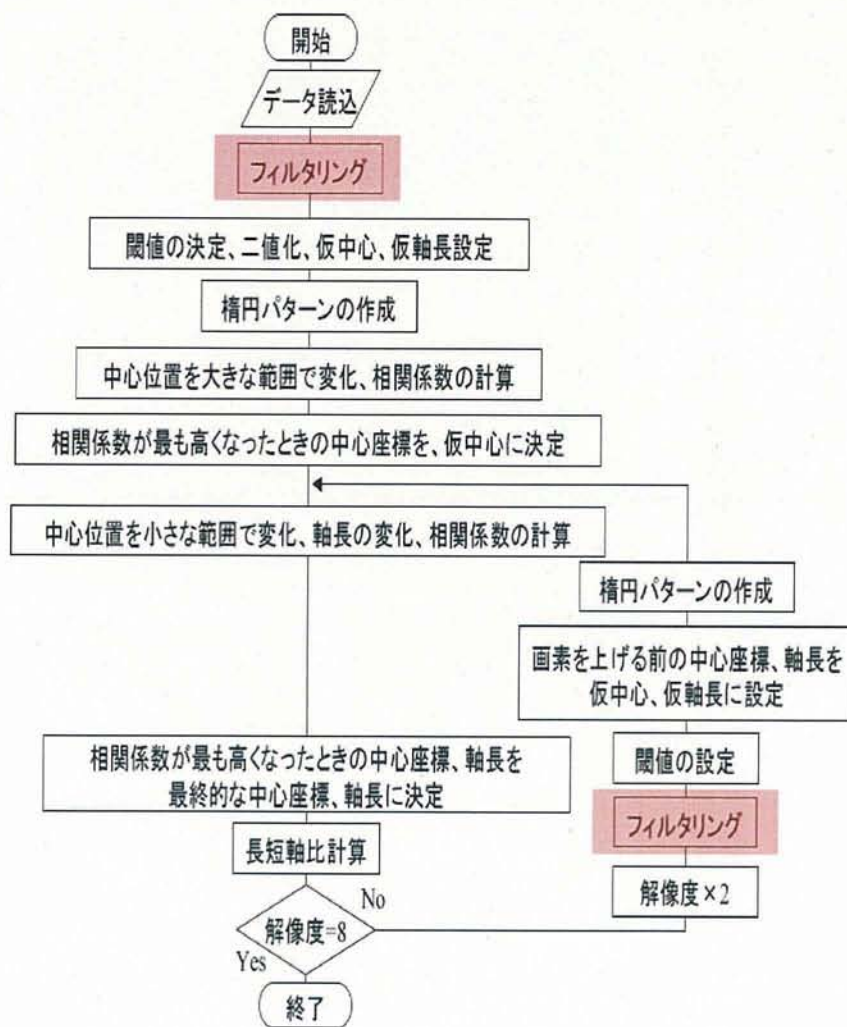 開始
データ読込
フィルタリング
閾値の決定、二値化、仮中心、仮軸長設定
楕円パターンの作成
中心位置を大きな範囲で変化、相関係数の計算
相関係数が最も高くなったときの中心座標を、仮中心に決定
中心位置を小さな範囲で変化、軸長の変化、相関係数の計算
楕円パターンの作成
画素を上げる前の中心座標、軸長を
仮中心、仮軸長に設定
閾値の設定
フィルタリング
解像度×2
相関係数が最も高くなったときの中心座標、軸長を
最終的な中心座標、軸長に決定
長短軸比計算
解像度=8
No
Yes
終了